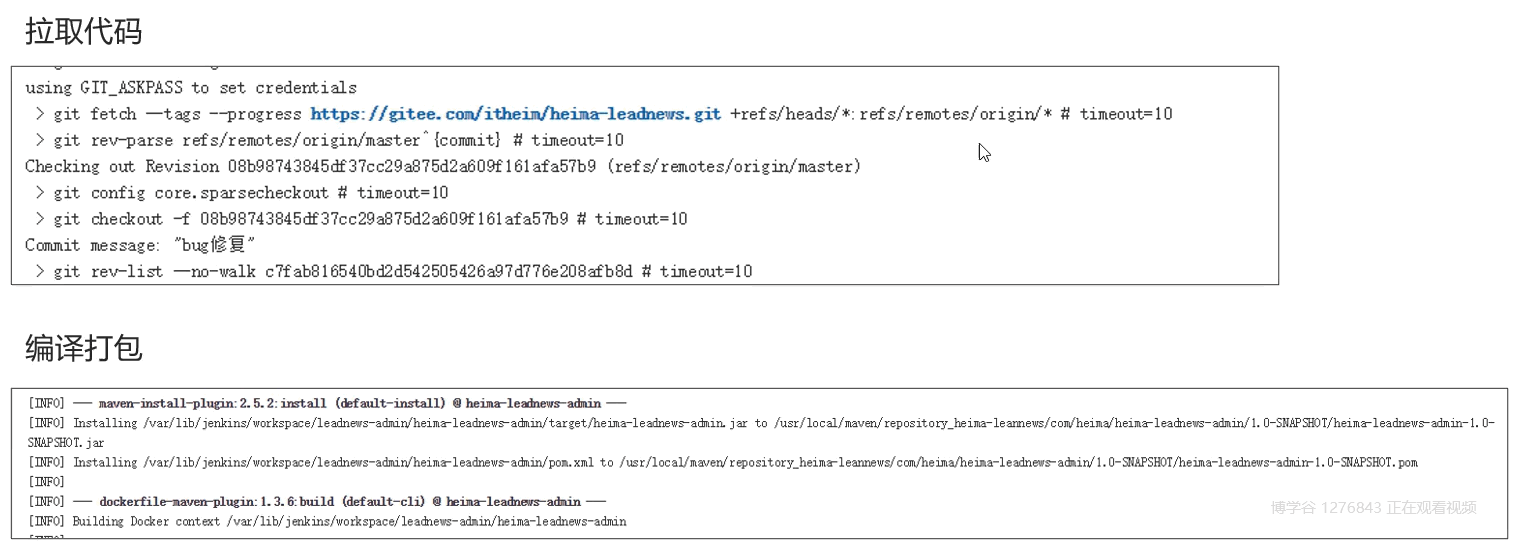 拉取代码
using GIT_ASKPASS to set credentials
> git fetch --tags --progress https://gitee.com/itheim/heima-leadnews.git +refs/heads/*:refs/remotes/origin/* # timeout=10
> git rev-parse refs/remotes/origin/master^{commit} # timeout=10
Checking out Revision 08b98743845df37cc29a875d2a609f161afa57b9 (refs/remotes/origin/master)
> git config core.sparsecheckout # timeout=10
> git checkout -f 08b98743845df37cc29a875d2a609f161afa57b9 # timeout=10
Commit message: "bug修复"
> git rev-list --no-walk c7fab816540bd2d542505426a97d776e208afb8d # timeout=10
编译打包
[INFO] --- maven-install-plugin:2.5.2:install (default-install) @ heima-leadnews-admin ---
[INFO] Installing /var/lib/jenkins/workspace/leadnews-admin/heima-leadnews-admin/target/heima-leadnews-admin.jar to /usr/local/maven/repository_heima-leannews/com/heima/heima-leadnews-admin/1.0-SNAPSHOT/heima-leadnews-admin-1.0-
SNAPSHOT.jar
[INFO] Installing /var/lib/jenkins/workspace/leadnews-admin/heima-leadnews-admin/pom.xml to /usr/local/maven/repository_heima-leannews/com/heima/heima-leadnews-admin/1.0-SNAPSHOT/heima-leadnews-admin-1.0-SNAPSHOT.pom
[INFO]
[INFO] --- dockerfile-maven-plugin:1.3.6:build (default-cli) @ heima-leadnews-admin ---
[INFO] Building Docker context /var/lib/jenkins/workspace/leadnews-admin/heima-leadnews-admin
博学谷 1276843 正在观看视频